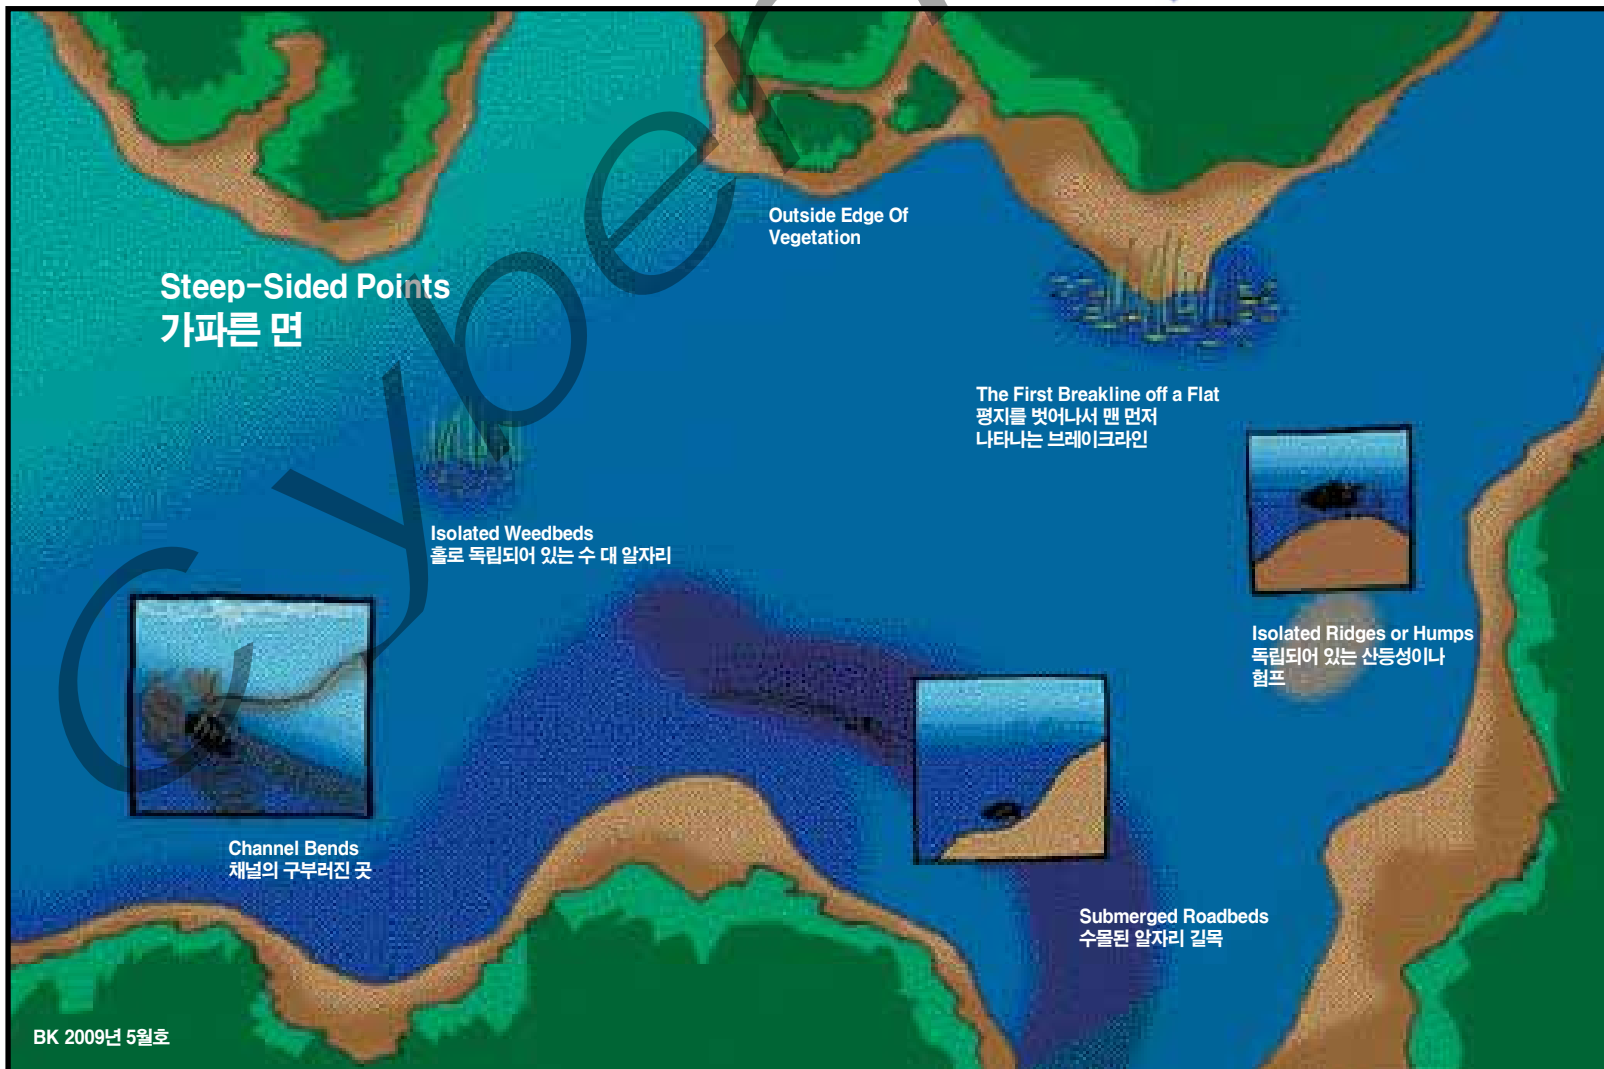 Outside Edge Of
Vegetation
Steep-Sided Points
가파른 면
The First Breakline off a Flat
평지를 벗어나서 맨 먼저
나타나는 브레이크라인
Isolated Weedbeds
홀로 독립되어 있는 수 대 알자리
Isolated Ridges or Humps
독립되어 있는 산등성이나
험프
Channel Bends
채널의 구부러진 곳
Submerged Roadbeds
수몰된 알자리 길목
BK 2009년 5월호